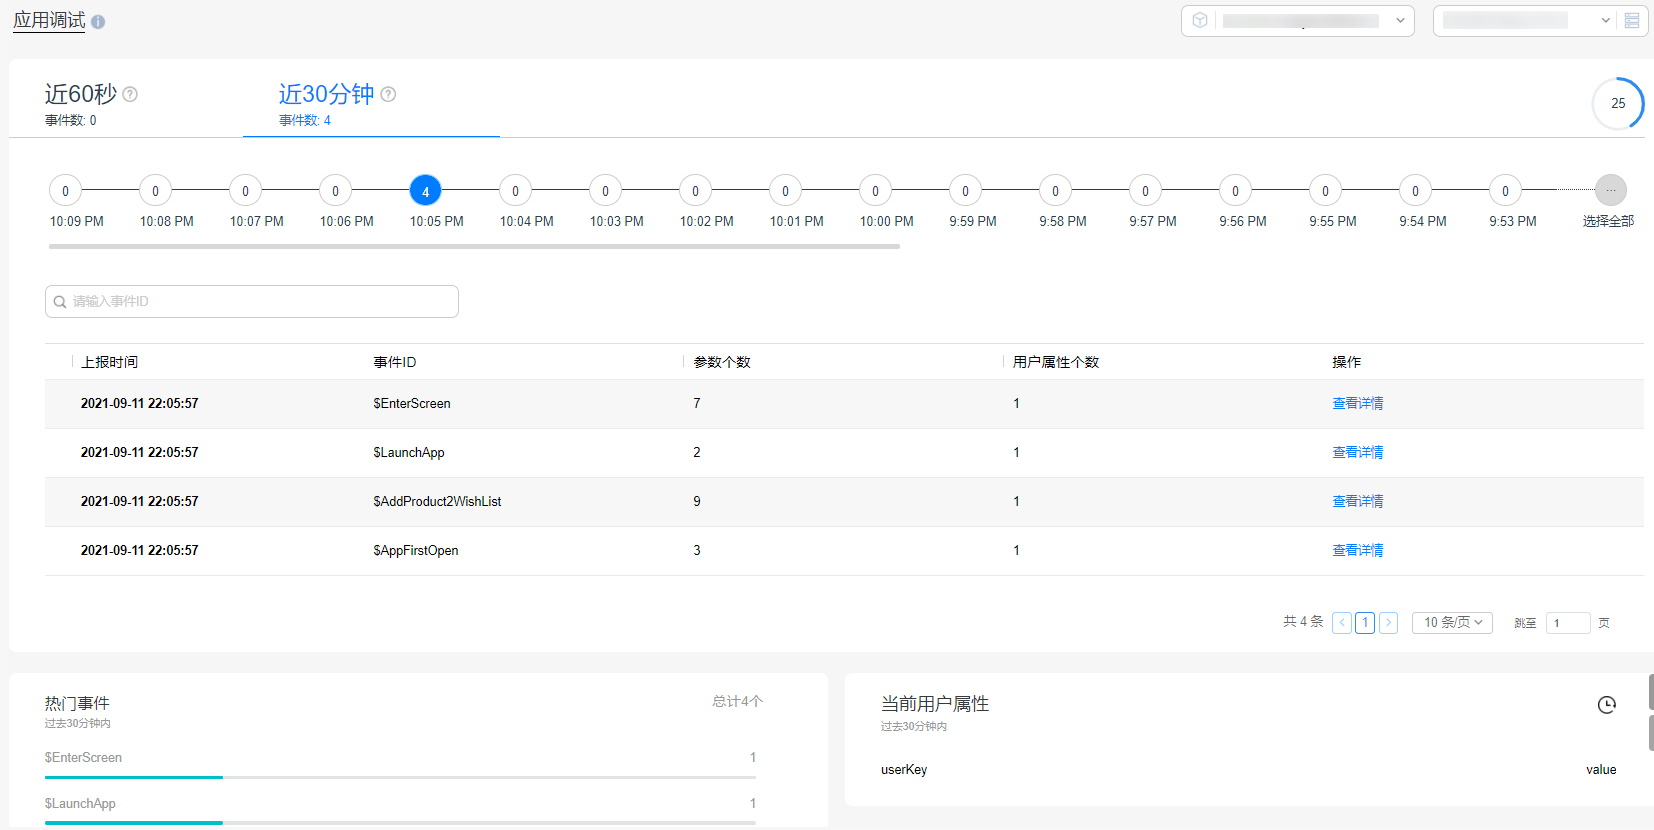 应用调试
近60秒
事件数: 0
近30分钟
事件数: 4
25
0 0 0 0 4 0 0 0 0 0 0 0 0 0 0 0 0 ...
10:09 PM 10:08 PM 10:07 PM 10:06 PM 10:05 PM 10:04 PM 10:03 PM 10:02 PM 10:01 PM 10:00 PM 9:59 PM 9:58 PM 9:57 PM 9:56 PM 9:55 PM 9:54 PM 9:53 PM 选择全部
请输入事件ID
上报时间 事件ID 参数个数 用户属性个数 操作
2021-09-11 22:05:57 $EnterScreen 7 1 查看详情
2021-09-11 22:05:57 $LaunchApp 2 1 查看详情
2021-09-11 22:05:57 $AddProduct2WishList 9 1 查看详情
2021-09-11 22:05:57 $AppFirstOpen 3 1 查看详情
共 4 条 < 1 > 10 条/页 跳至 1 页
热门事件 总计4个
过去30分钟内
$EnterScreen 1
$LaunchApp 1
当前用户属性
过去30分钟内
userKey value